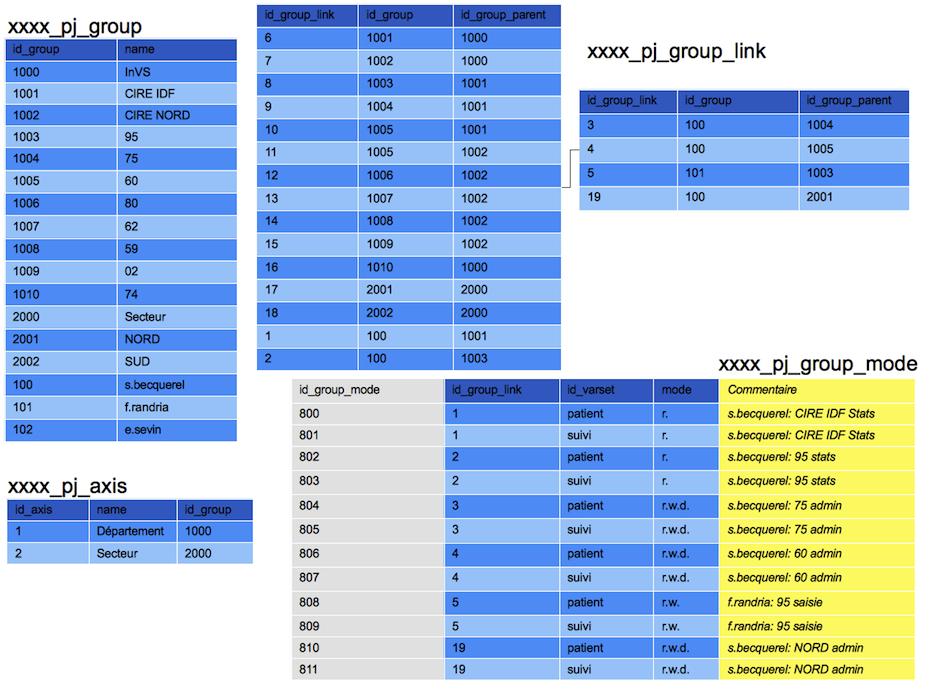 xxxx_pj_group
id_group name
1000 InVS
1001 CIRE IDF
1002 CIRE NORD
1003 95
1004 75
1005 60
1006 80
1007 62
1008 59
1009 02
1010 74
2000 Secteur
2001 NORD
2002 SUD
100 s.becquerel
101 f.randria
102 e.sevin
id_group_link id_group id_group_parent
6 1001 1000
7 1002 1000
8 1003 1001
9 1004 1001
10 1005 1001
11 1005 1002
12 1006 1002
13 1007 1002
14 1008 1002
15 1009 1002
16 1010 1000
17 2001 2000
18 2002 2000
1 100 1001
2 100 1003
xxxx_pj_group_link
id_group_link id_group id_group_parent
3 100 1004
4 100 1005
5 101 1003
19 100 2001
xxxx_pj_axis
id_axis name id_group
1 Département 1000
2 Secteur 2000
xxxx_pj_group_mode
id_group_mode id_group_link id_varset mode Commentaire
800 1 patient r. s.becquerel: CIRE IDF Stats
801 1 suivi r. s.becquerel: CIRE IDF Stats
802 2 patient r. s.becquerel: 95 stats
803 2 suivi r. s.becquerel: 95 stats
804 3 patient r.w.d. s.becquerel: 75 admin
805 3 suivi r.w.d. s.becquerel: 75 admin
806 4 patient r.w.d. s.becquerel: 60 admin
807 4 suivi r.w.d. s.becquerel: 60 admin
808 5 patient r.w. f.randria: 95 saisie
809 5 suivi r.w. f.randria: 95 saisie
810 19 patient r.w.d. s.becquerel: NORD admin
811 19 suivi r.w.d. s.becquerel: NORD admin